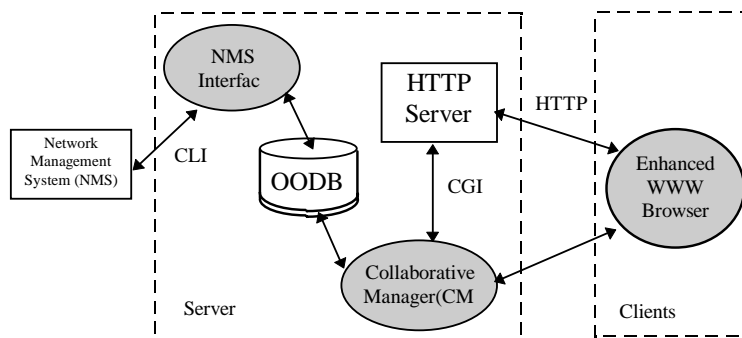 NMS
Interfac
HTTP
Server
HTTP
Network
Management
System (NMS)
CLI
OODB
CGI
Enhanced
WWW
Browser
Collaborative
Manager(CM
Server
Clients